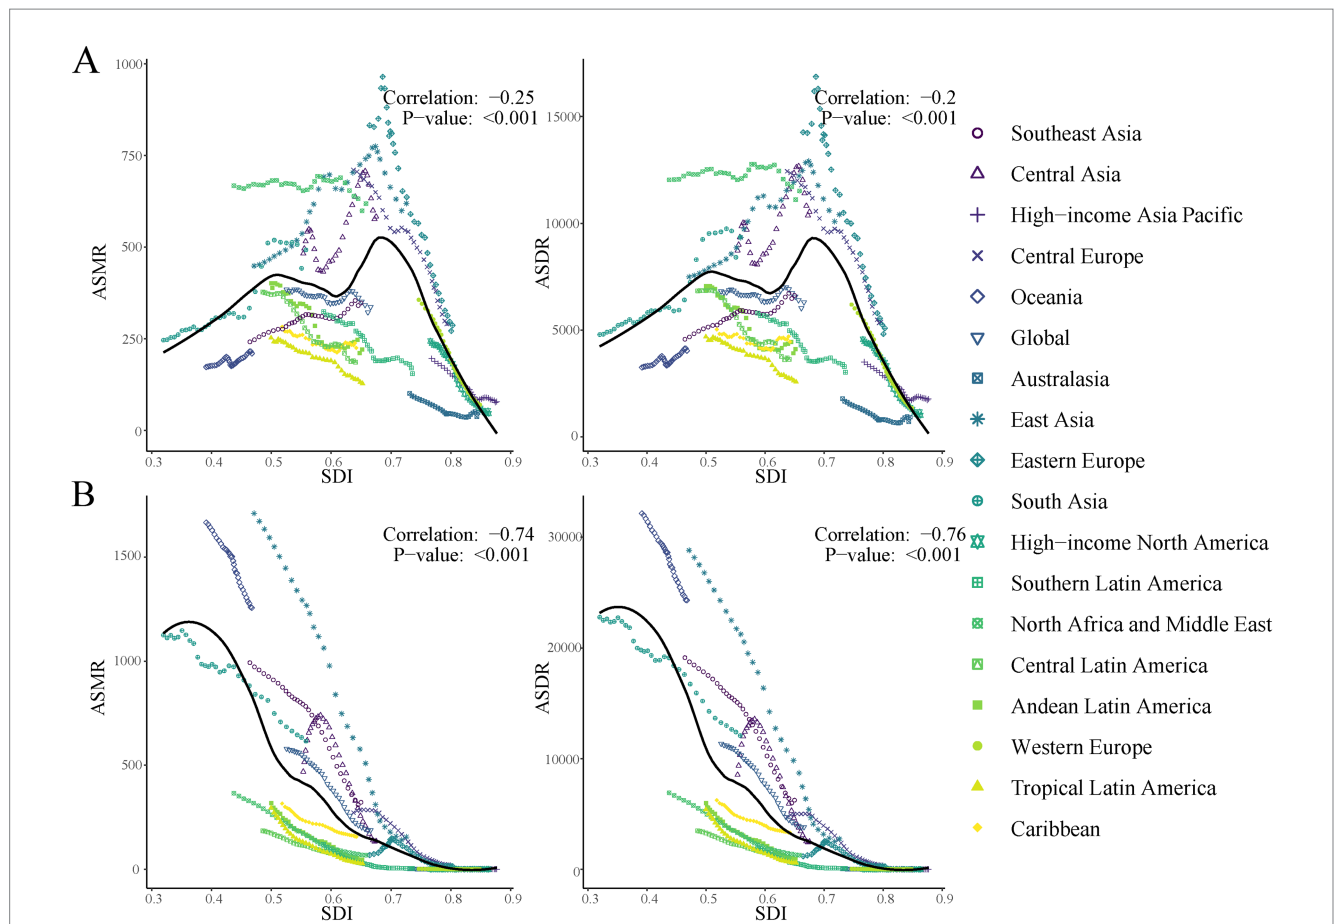 A
1000
750
500
250
0
ASMR
0.3 0.4 0.5 0.6 0.7 0.8 0.9
SDI
Correlation: −0.25
P−value: <0.001
15000
10000
5000
0
ASDR
0.3 0.4 0.5 0.6 0.7 0.8 0.9
SDI
Correlation: −0.2
P−value: <0.001
B
1500
1000
500
0
ASMR
0.3 0.4 0.5 0.6 0.7 0.8 0.9
SDI
Correlation: −0.74
P−value: <0.001
30000
20000
10000
0
ASDR
0.3 0.4 0.5 0.6 0.7 0.8 0.9
SDI
Correlation: −0.76
P−value: <0.001
Southeast Asia
Central Asia
High−income Asia Pacific
Central Europe
Oceania
Global
Australasia
East Asia
Eastern Europe
South Asia
High−income North America
Southern Latin America
North Africa and Middle East
Central Latin America
Andean Latin America
Western Europe
Tropical Latin America
Caribbean